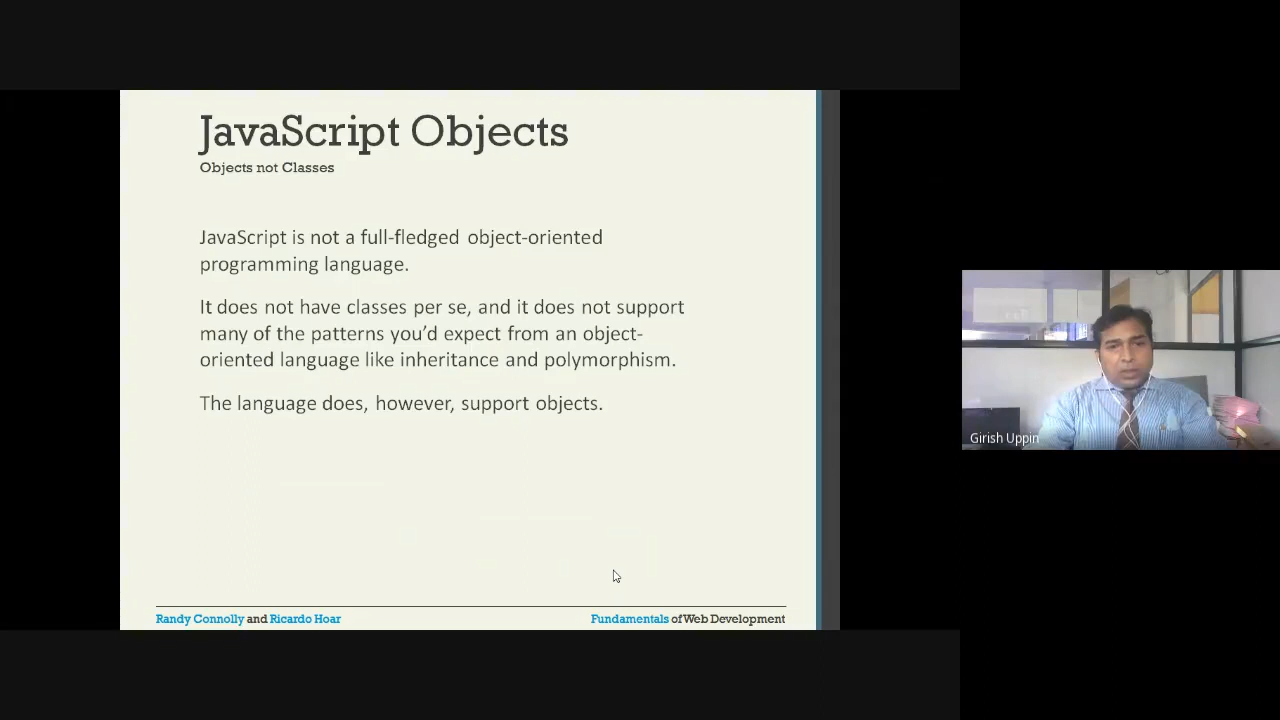 JavaScript Objects
Objects not Classes
JavaScript is not a full-fledged object-oriented
programming language.
It does not have classes per se, and it does not support
many of the patterns you’d expect from an object-
oriented language like inheritance and polymorphism.
The language does, however, support objects.
Randy Connolly and Ricardo Hoar
Fundamentals of Web Development
Girish Uppin